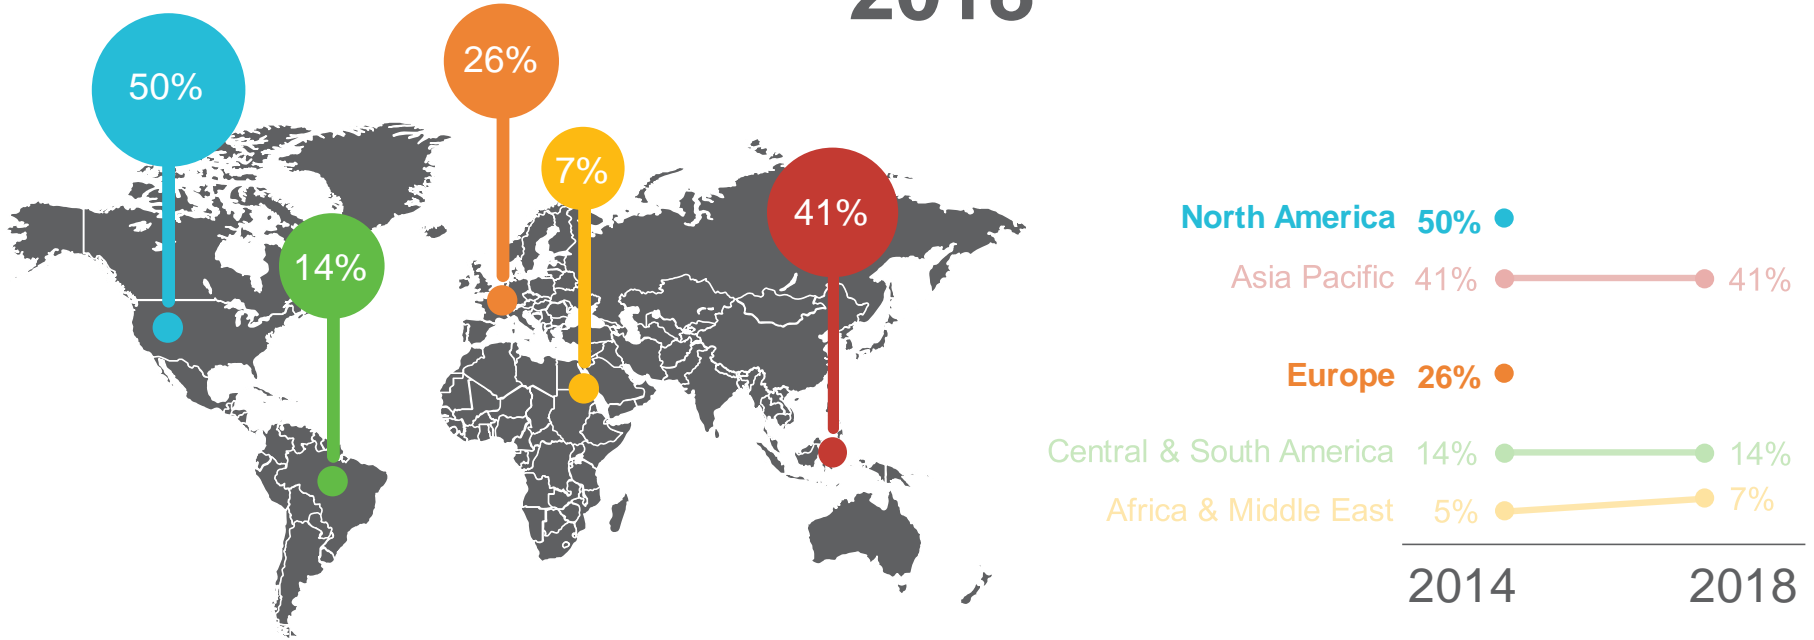 2018
50%
26%
7%
41%
14%
North America 50%
Asia Pacific 41% 41%
Europe 26%
Central & South America 14% 14%
Africa & Middle East 5% 7%
2014 2018